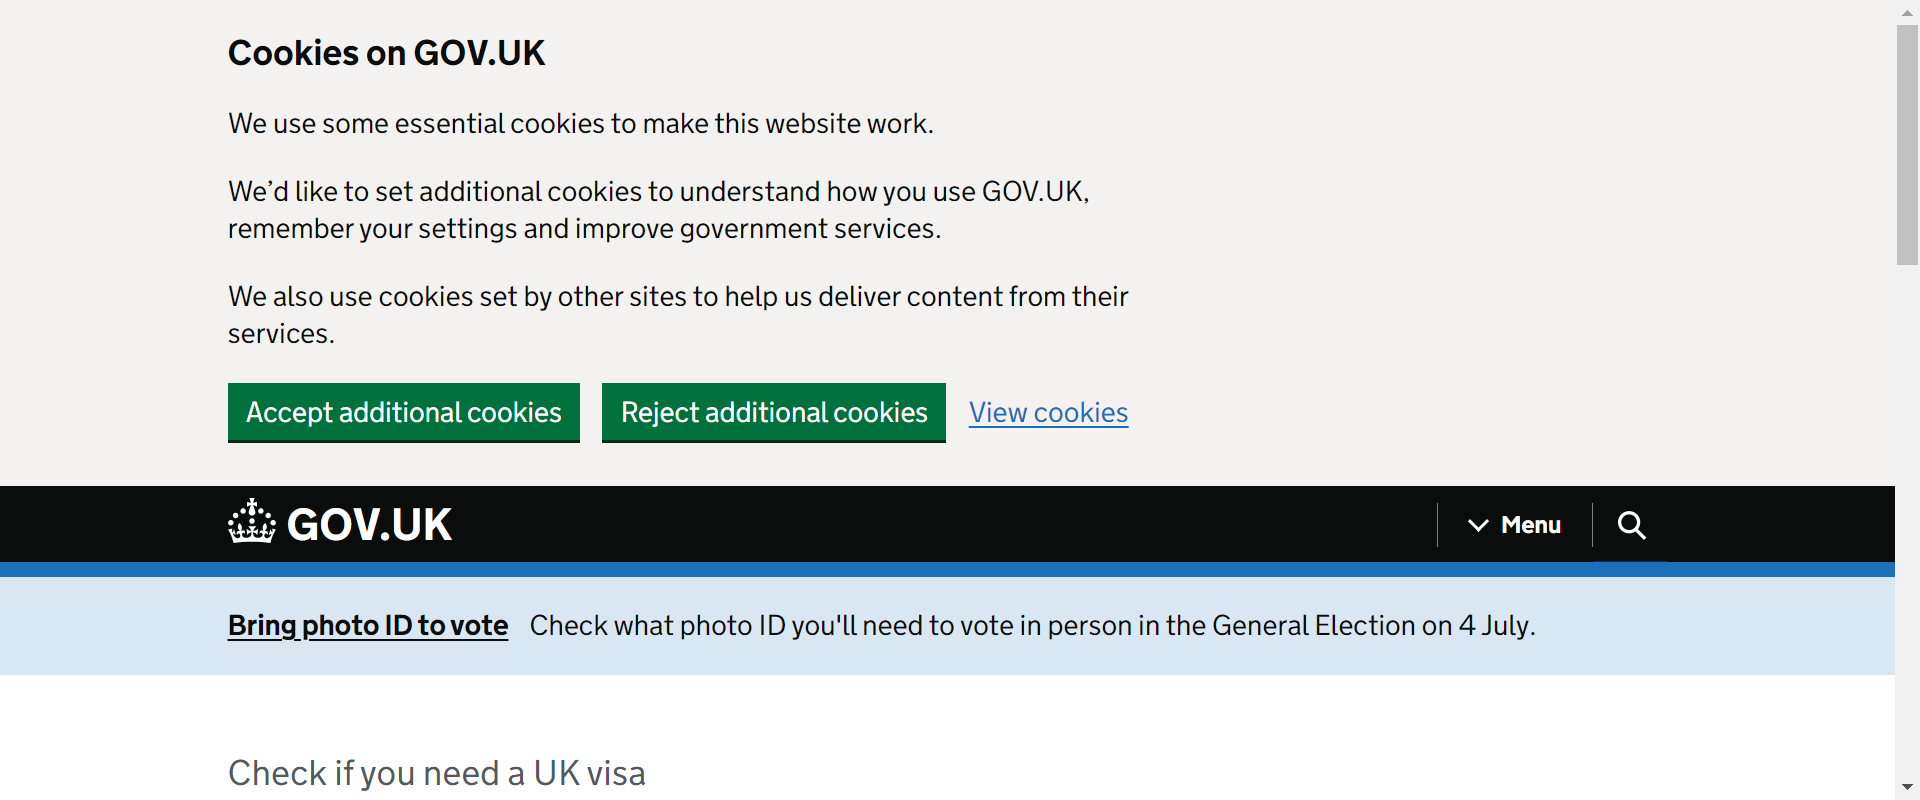 Cookies on GOV.UK
We use some essential cookies to make this website work.
We’d like to set additional cookies to understand how you use GOV.UK,
remember your settings and improve government services.
We also use cookies set by other sites to help us deliver content from their
services.
Accept additional cookies Reject additional cookies View cookies
GOV.UK Menu
Bring photo ID to vote Check what photo ID you'll need to vote in person in the General Election on 4 July.
Check if you need a UK visa